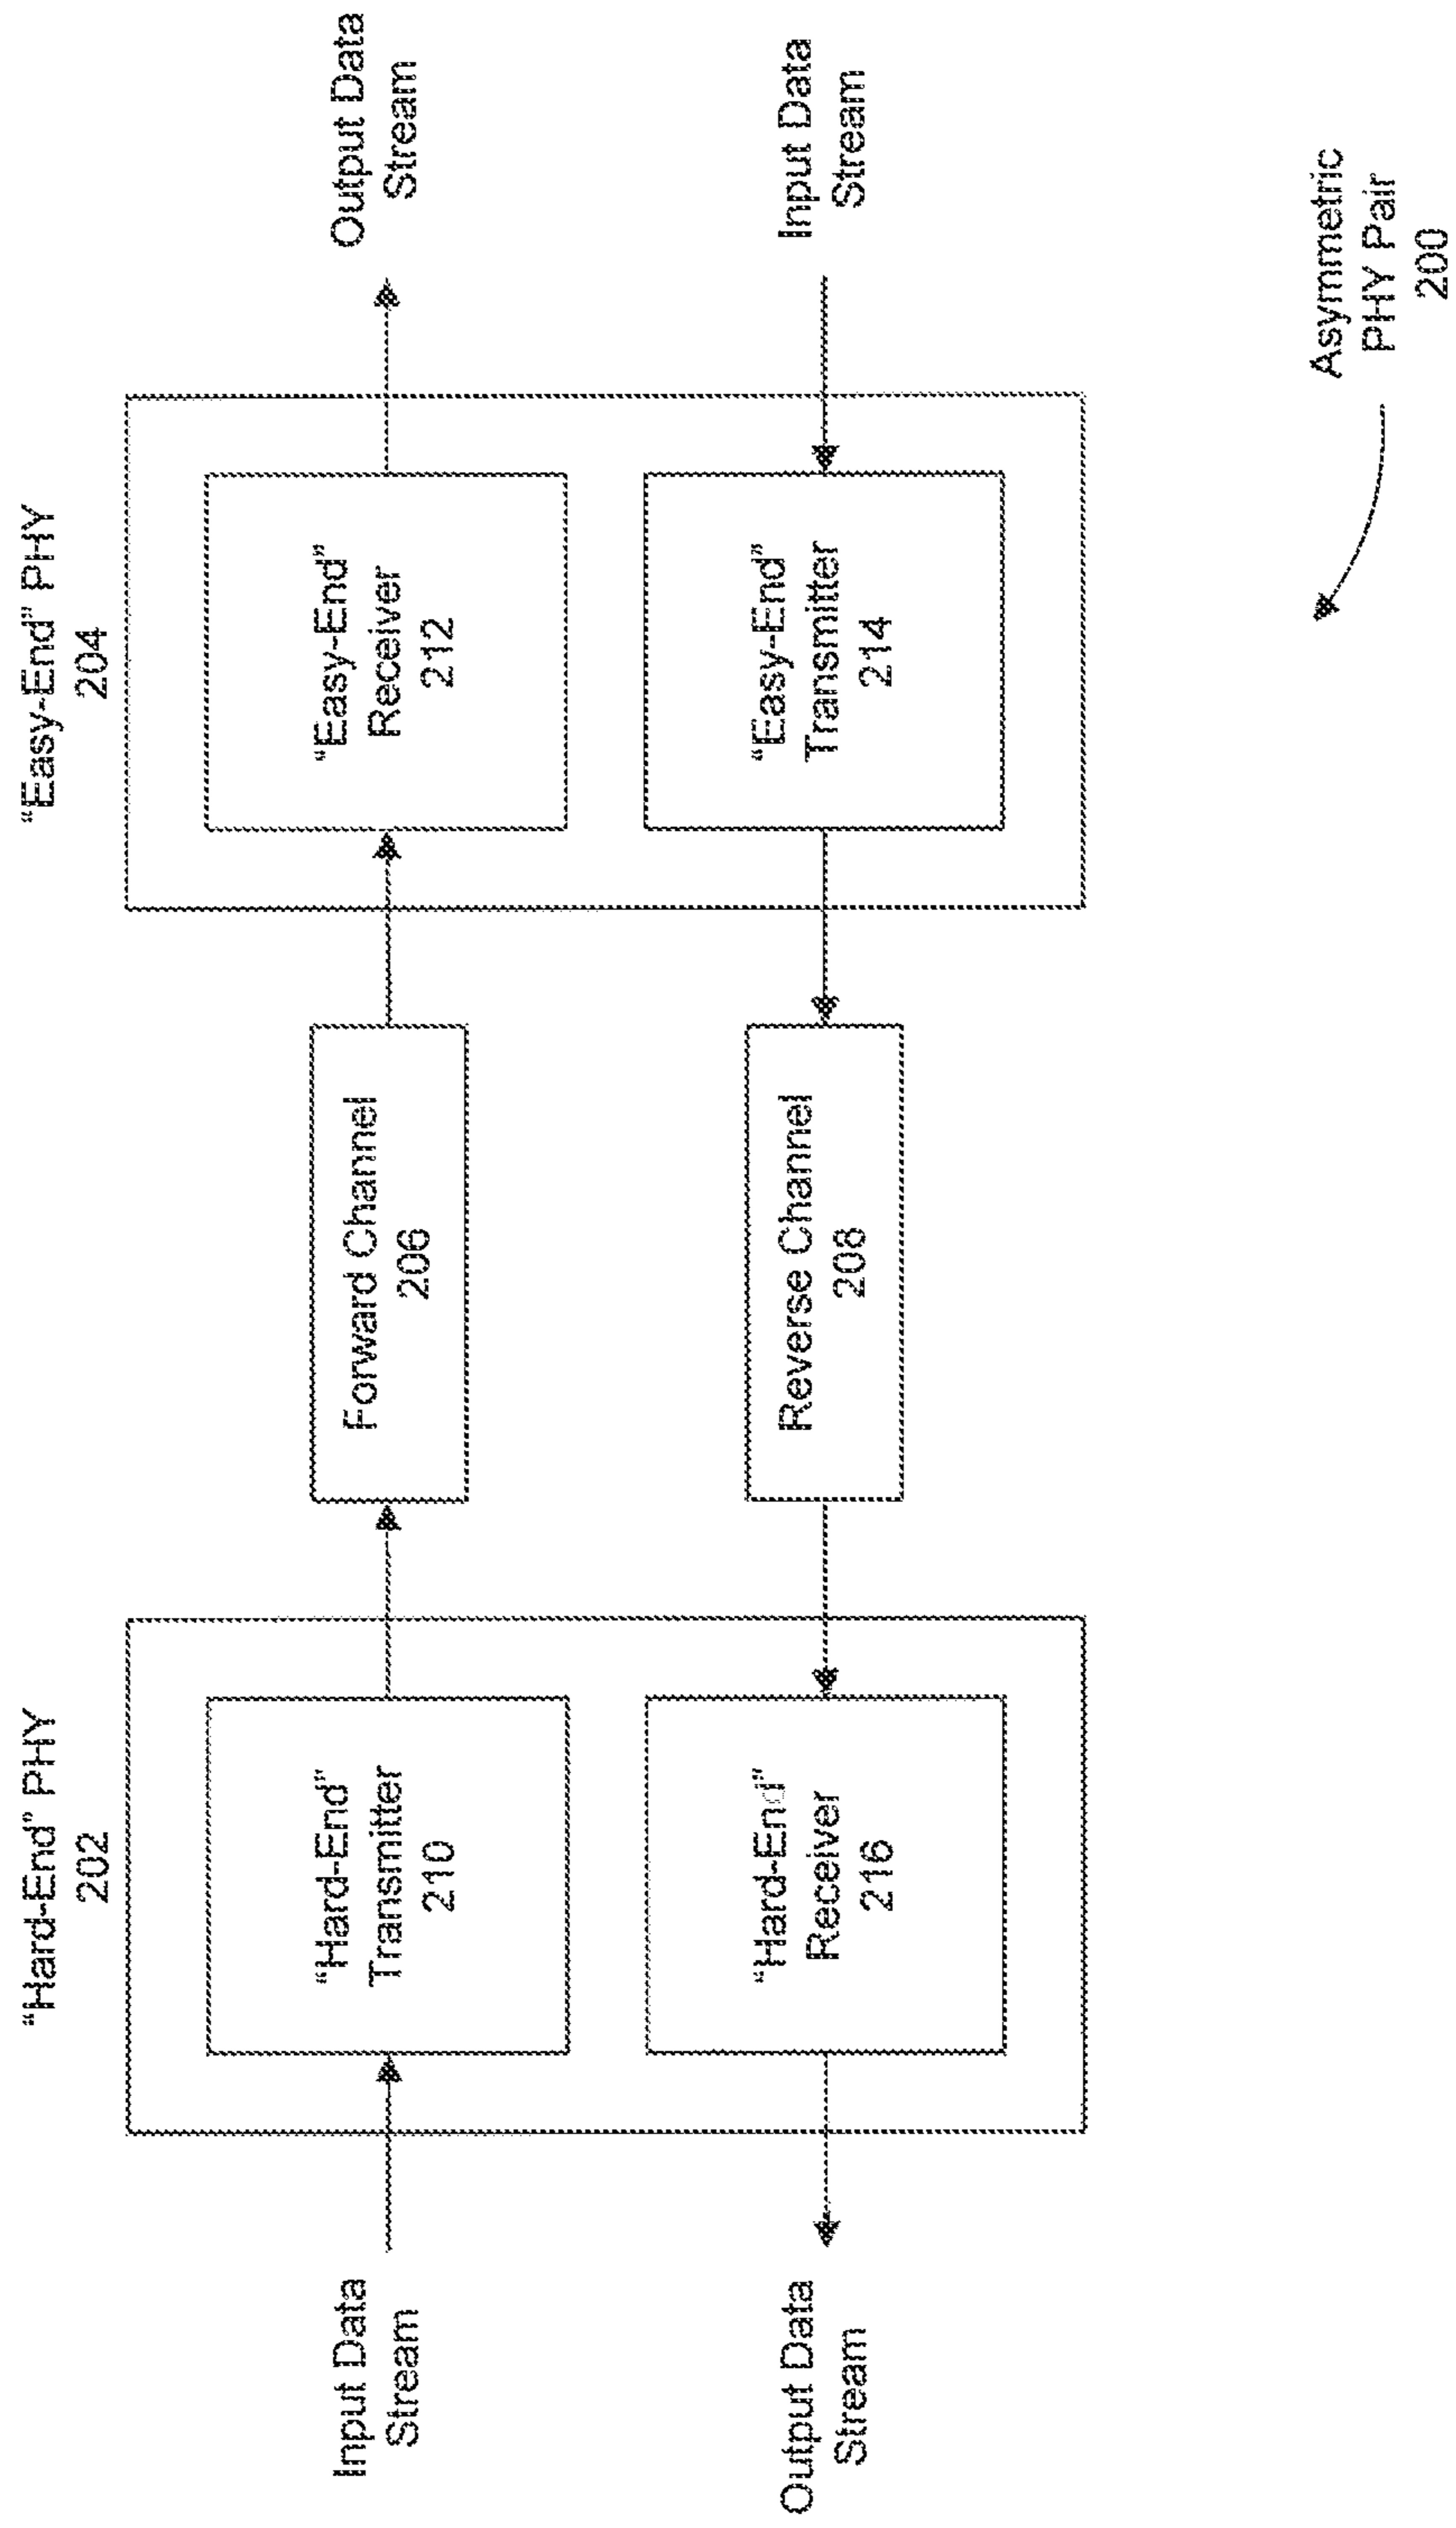 “Hard-End” PHY
202
“Easy-End” PHY
204
Input Data
Stream
“Hard-End”
Transmitter
210
Forward Channel
206
“Easy-End”
Receiver
212
Output Data
Stream
Output Data
Stream
“Hard-End”
Receiver
216
Reverse Channel
208
“Easy-End”
Transmitter
214
Input Data
Stream
Asymmetric
PHY Pair
200